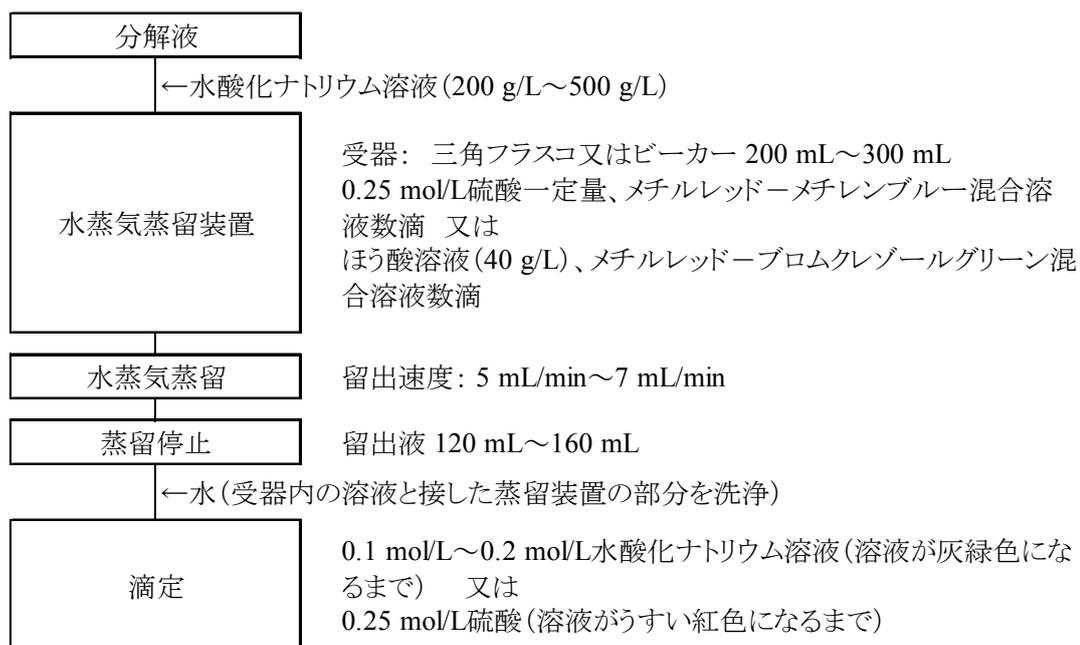 分解液
←水酸化ナトリウム溶液(200 g/L~500 g/L)
水蒸気蒸留装置
受器： 三角フラスコ又はビーカー 200 mL~300 mL
0.25 mol/L硫酸一定量、メチルレッド－メチレンブルー混合溶
液数滴 又は
ほう酸溶液(40 g/L)、メチルレッド－ブロムクレゾールグリーン混
合溶液数滴
水蒸気蒸留
留出速度： 5 mL/min~7 mL/min
蒸留停止
留出液 120 mL~160 mL
←水(受器内の溶液と接した蒸留装置の部分を洗浄)
滴定
0.1 mol/L~0.2 mol/L水酸化ナトリウム溶液(溶液が灰緑色にな
るまで) 又は
0.25 mol/L硫酸(溶液がうすい紅色になるまで)